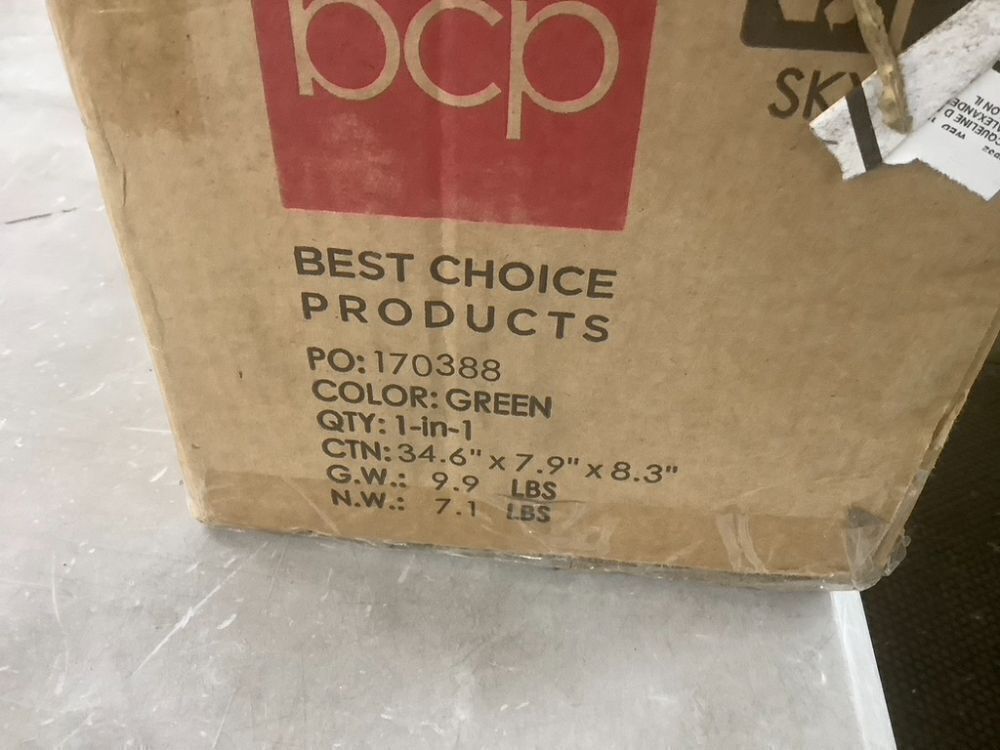 bcp
SK
BEST CHOICE
PRODUCTS
PO: 170388
COLOR: GREEN
QTY: 1-in-1
CTN: 34.6" x 7.9" x 8.3"
G.W.: 9.9 LBS
N.W.: 7.1 LBS